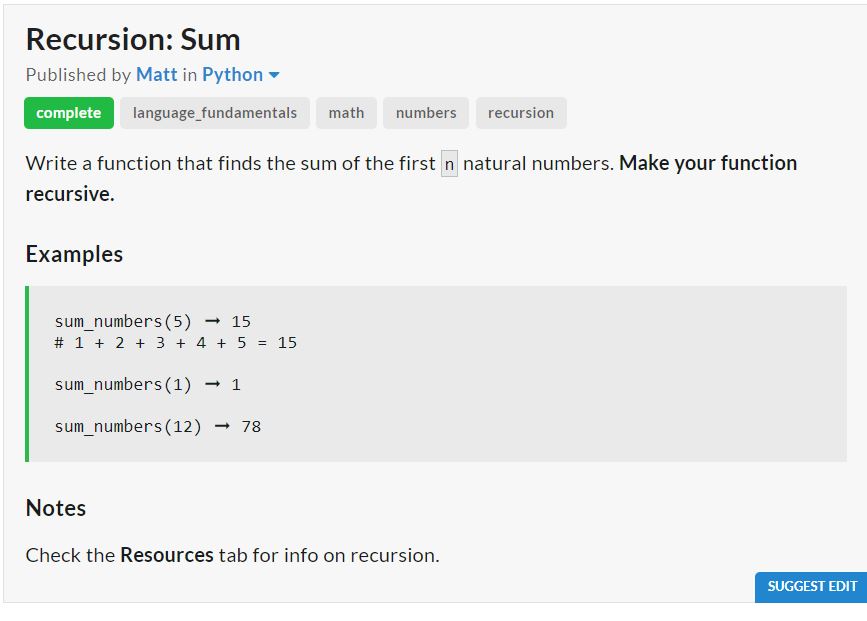 Recursion: Sum
Published by Matt in Python
complete language_fundamentals math numbers recursion
Write a function that finds the sum of the first n natural numbers. Make your function
recursive.
Examples
sum_numbers(5) ➞ 15
# 1 + 2 + 3 + 4 + 5 = 15
sum_numbers(1) ➞ 1
sum_numbers(12) ➞ 78
Notes
Check the Resources tab for info on recursion.
SUGGEST EDIT